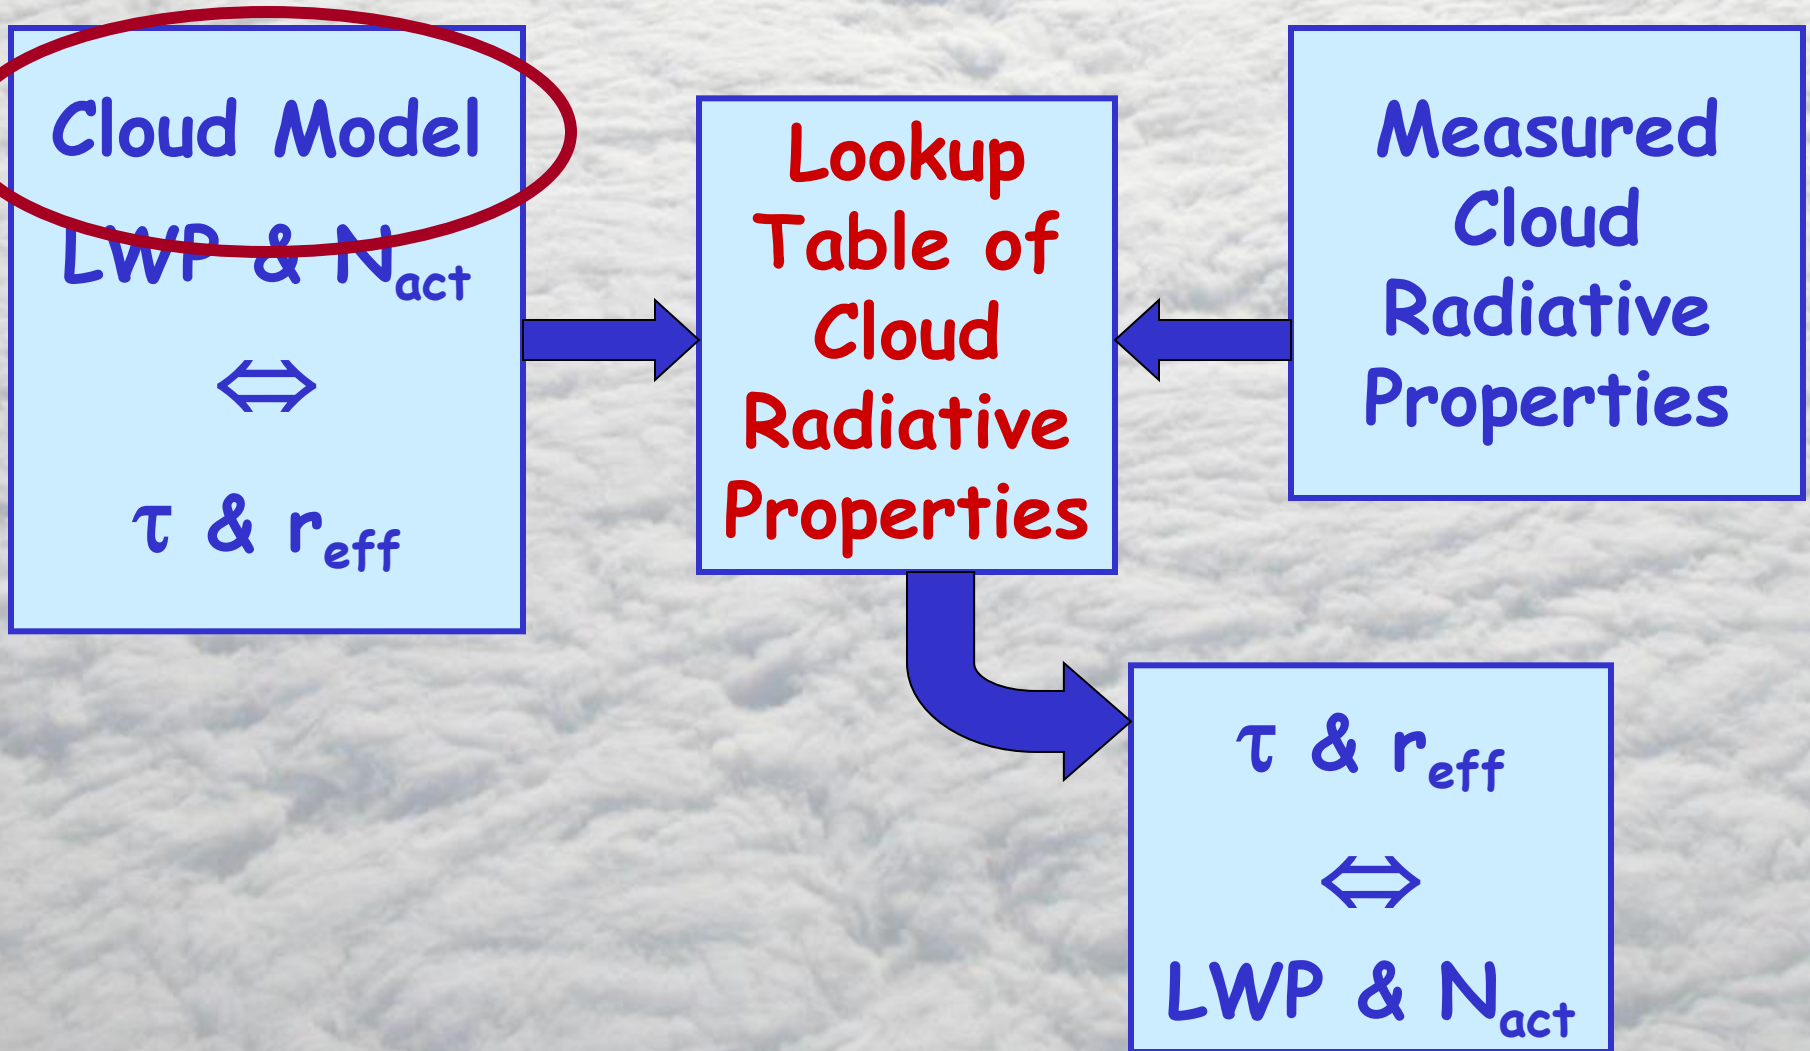 Cloud Model
LWP & Nact
⇔
τ & reff
Lookup
Table of
Cloud
Radiative
Properties
Measured
Cloud
Radiative
Properties
τ & reff
⇔
LWP & Nact